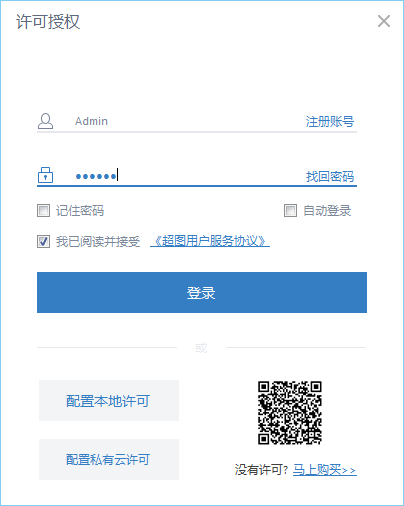 许可授权
Admin 注册账号
●●●●●● 找回密码
记住密码 自动登录
我已阅读并接受 《超图用户服务协议》
登录
或
配置本地许可
配置私有云许可
没有许可? 马上购买>>